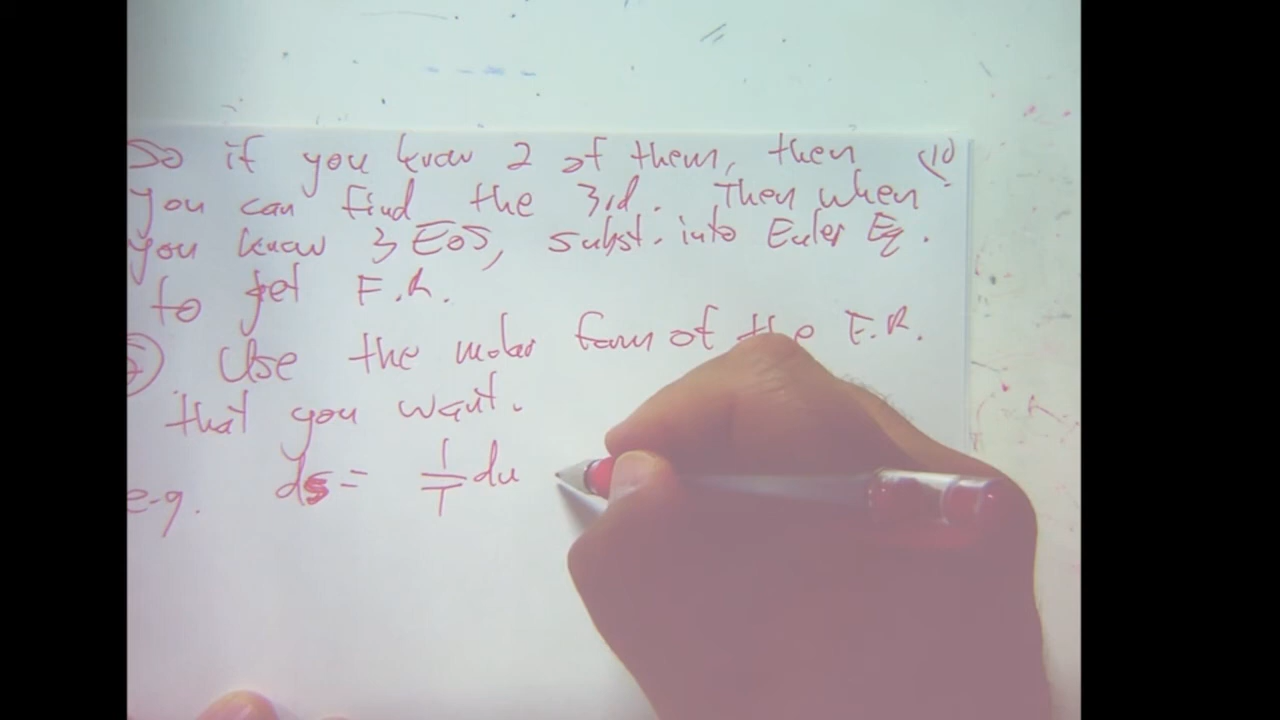 So if you know 2 of them, then
(10)
you can find the 3rd. Then when
you know 3 EOS, subst. into Euler Eq.
to get F.R.
Use the molar form of the F.R.
that you want.
e.g. ds = 1/T du